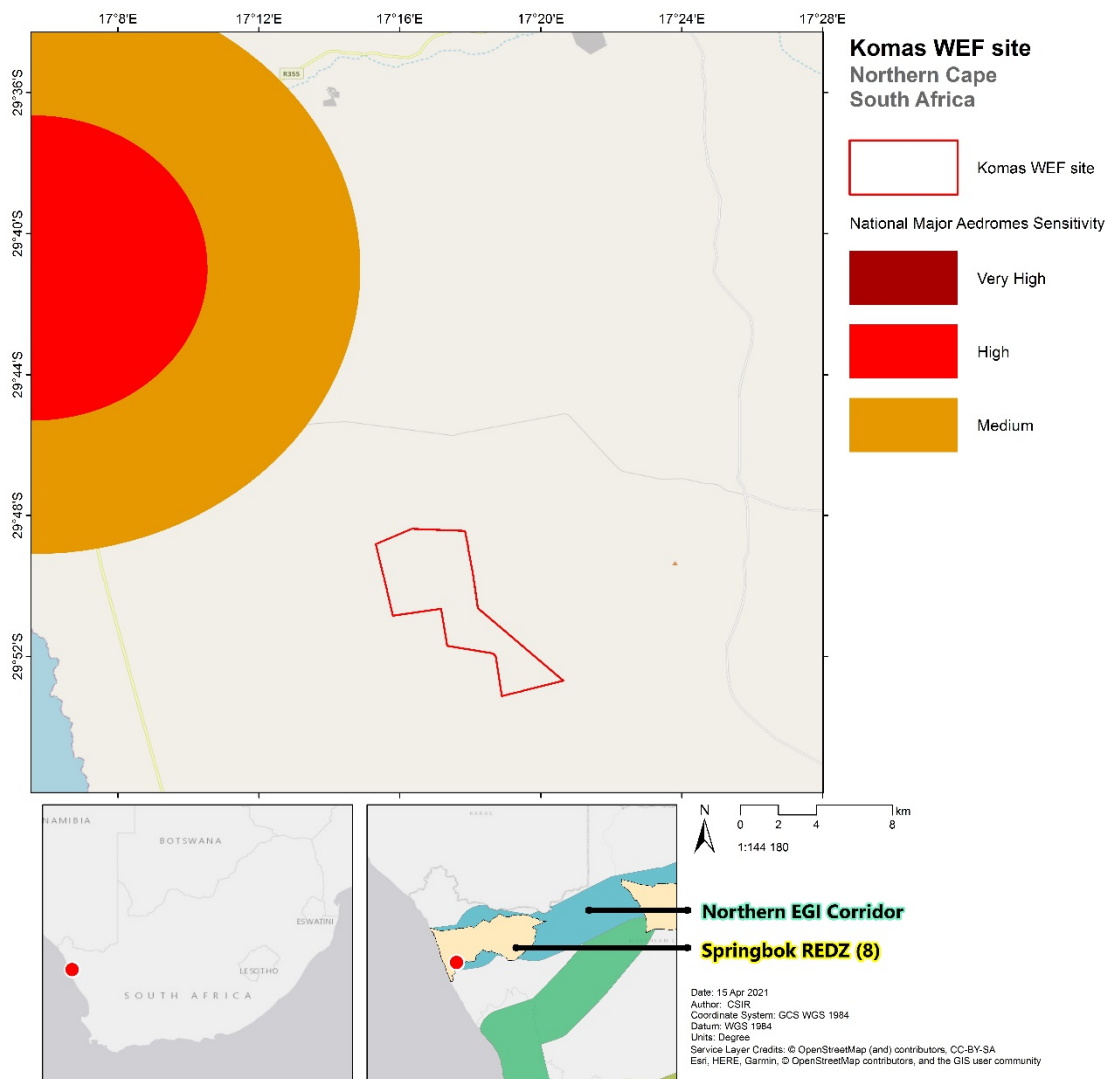 17°8'E
17°12'E
17°16'E
17°20'E
17°24'E
17°28'E
29°36'S
29°40'S
29°44'S
29°48'S
29°52'S
R355
Komas WEF site
Northern Cape
South Africa
Komas WEF site
National Major Aedromes Sensitivity
Very High
High
Medium
NAMIBIA
BOTSWANA
ESWATINI
LESOTHO
SOUTH AFRICA
N
0 2 4 8 km
1:144 180
Northern EGI Corridor
Springbok REDZ (8)
Date: 15 Apr 2021
Author: CSIR
Coordinate System: GCS WGS 1984
Datum: WGS 1984
Units: Degree
Service Layer Credits: © OpenStreetMap (and) contributors, CC-BY-SA
Esri, HERE, Garmin, © OpenStreetMap contributors, and the GIS user community